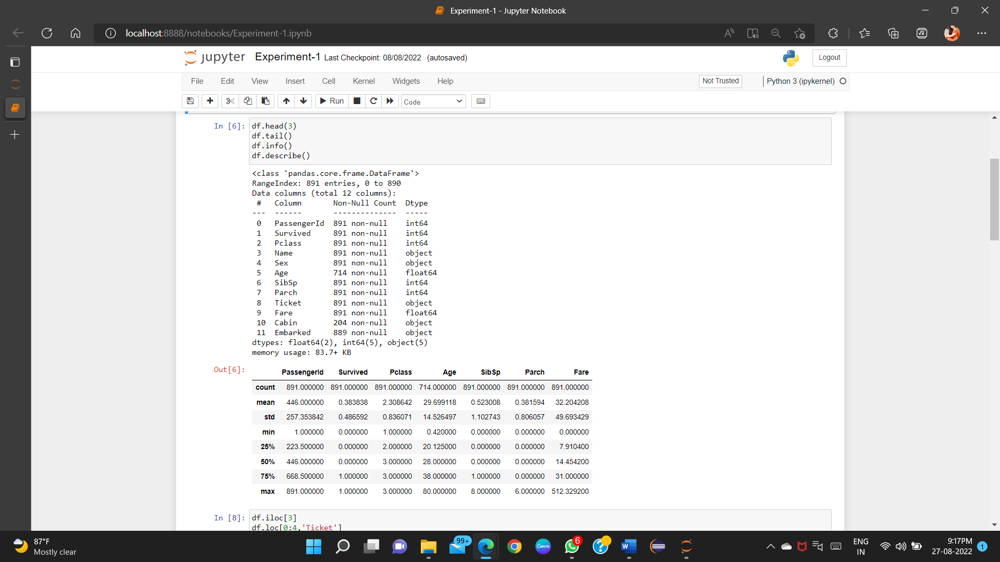 Experiment-1 - Jupyter Notebook
localhost:8888/notebooks/Experiment-1.ipynb
jupyter Experiment-1 Last Checkpoint: 08/08/2022 (autosaved)
Logout
File Edit View Insert Cell Kernel Widgets Help
Not Trusted
Python 3 (ipykernel)
Run
Code
In [6]:
df.head(3)
df.tail()
df.info()
df.describe()
<class 'pandas.core.frame.DataFrame'>
RangeIndex: 891 entries, 0 to 890
Data columns (total 12 columns):
 #   Column       Non-Null Count  Dtype
---  ------       --------------  -----
 0   PassengerId  891 non-null    int64
 1   Survived     891 non-null    int64
 2   Pclass       891 non-null    int64
 3   Name         891 non-null    object
 4   Sex          891 non-null    object
 5   Age          714 non-null    float64
 6   SibSp        891 non-null    int64
 7   Parch        891 non-null    int64
 8   Ticket       891 non-null    object
 9   Fare         891 non-null    float64
 10  Cabin        204 non-null    object
 11  Embarked     889 non-null    object
dtypes: float64(2), int64(5), object(5)
memory usage: 83.7+ KB
Out[6]:
PassengerId Survived Pclass Age SibSp Parch Fare
count 891.000000 891.000000 891.000000 714.000000 891.000000 891.000000 891.000000
mean 446.000000 0.383838 2.308642 29.699118 0.523008 0.381594 32.204208
std 257.353842 0.486592 0.836071 14.526497 1.102743 0.806057 49.693429
min 1.000000 0.000000 1.000000 0.420000 0.000000 0.000000 0.000000
25% 223.500000 0.000000 2.000000 20.125000 0.000000 0.000000 7.910400
50% 446.000000 0.000000 3.000000 28.000000 0.000000 0.000000 14.454200
75% 668.500000 1.000000 3.000000 38.000000 1.000000 0.000000 31.000000
max 891.000000 1.000000 3.000000 80.000000 8.000000 6.000000 512.329200
In [8]:
df.iloc[3]
df.loc[0:4,'Ticket']
87°F
Mostly clear
99+
Canva
6
ENG
IN
9:17PM
27-08-2022
1